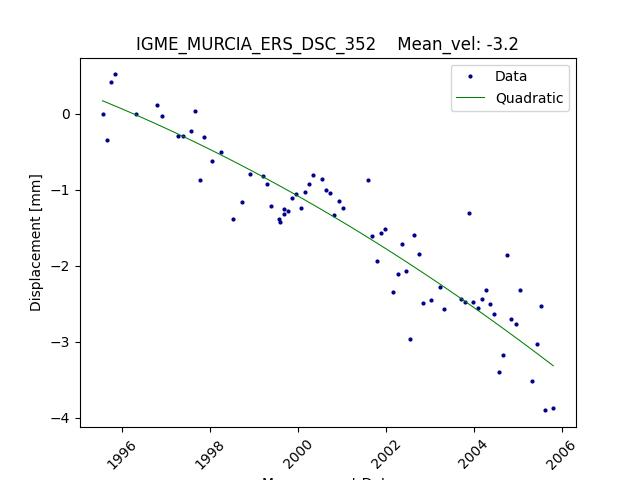 IGME_MURCIA_ERS_DSC_352    Mean_vel: -3.2
Data
Quadratic
Displacement [mm]
0
−1
−2
−3
−4
1996
1998
2000
2002
2004
2006